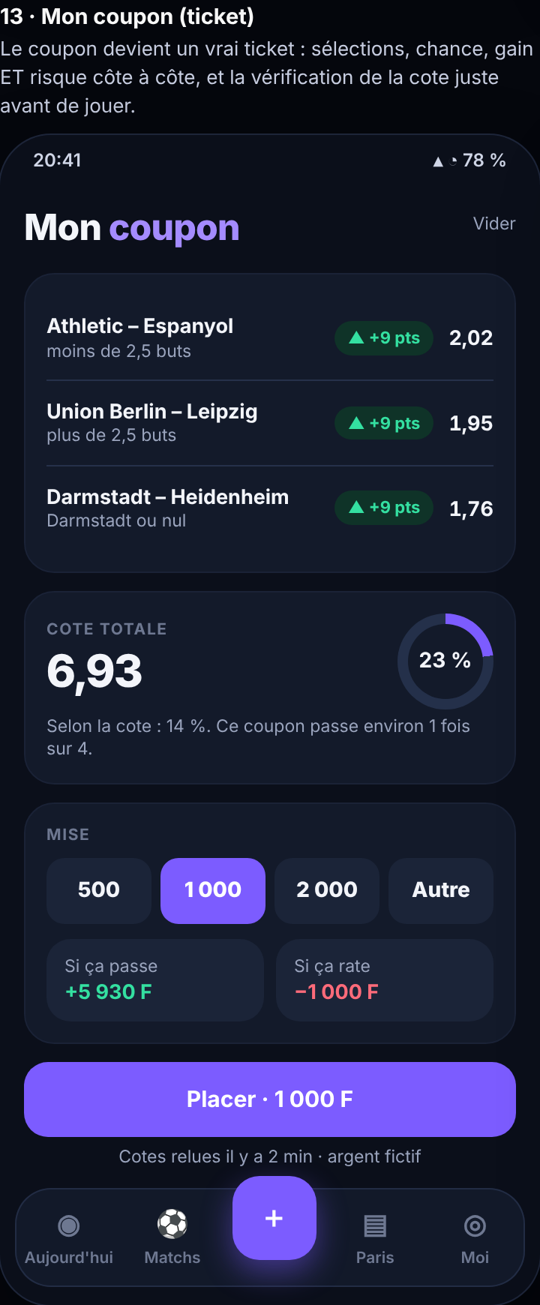 13 · Mon coupon (ticket)
Le coupon devient un vrai ticket : sélections, chance, gain
ET risque côte à côte, et la vérification de la cote juste
avant de jouer.
20:41
78 %
Mon coupon
Vider
Athletic – Espanyol
moins de 2,5 buts
▲ +9 pts
2,02
Union Berlin – Leipzig
plus de 2,5 buts
▲ +9 pts
1,95
Darmstadt – Heidenheim
Darmstadt ou nul
▲ +9 pts
1,76
COTE TOTALE
6,93
23 %
Selon la cote : 14 %. Ce coupon passe environ 1 fois
sur 4.
MISE
500
1 000
2 000
Autre
Si ça passe
+5 930 F
Si ça rate
−1 000 F
Placer · 1 000 F
Cotes relues il y a 2 min · argent fictif
+
Aujourd'hui
Matchs
Paris
Moi